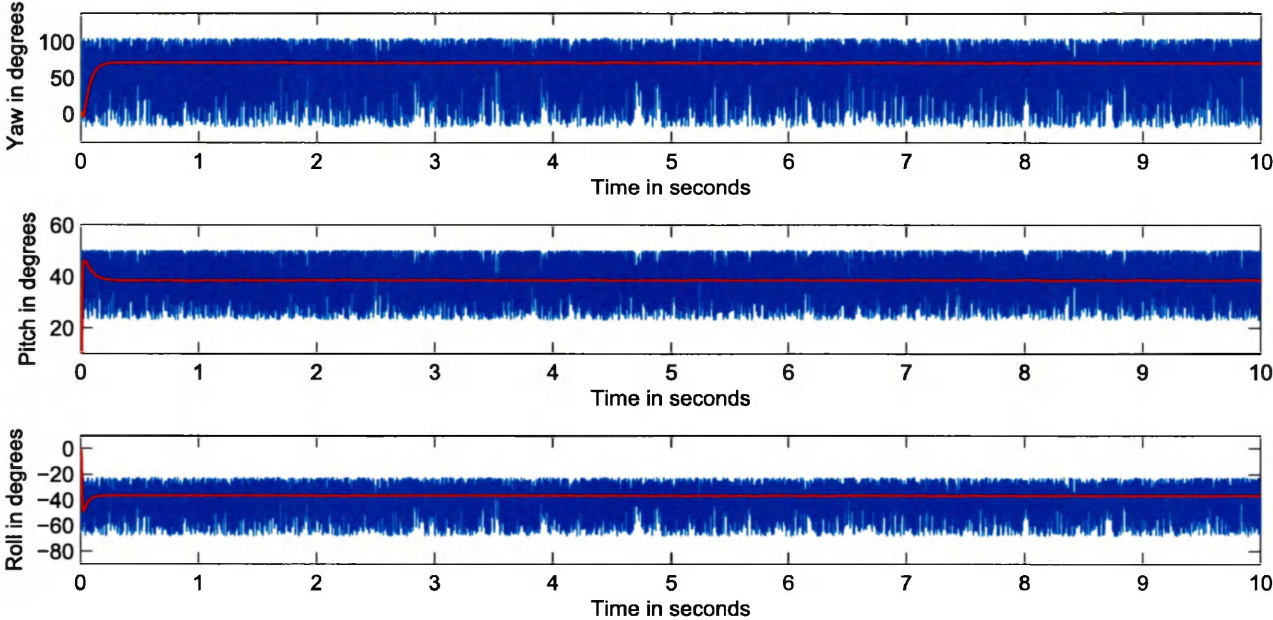 Yaw in degrees
100
50
0
0 1 2 3 4 5 6 7 8 9 10
Time in seconds
Pitch in degrees
60
40
20
0 1 2 3 4 5 6 7 8 9 10
Time in seconds
Roll in degrees
0
−20
−40
−60
−80
0 1 2 3 4 5 6 7 8 9 10
Time in seconds